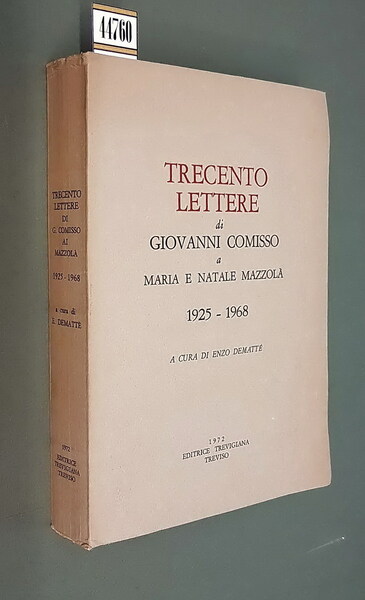 44760
TRECENTO
LETTERE
DI
G. COMISSO
AI
MAZZOLÀ
1925 - 1968
a cura di
E. DEMATTÈ
1972
EDITRICE
TREVIGIANA
TREVISO
TRECENTO
LETTERE
di
GIOVANNI COMISSO
a
MARIA E NATALE MAZZOLÀ
1925 - 1968
A CURA DI ENZO DEMATTÈ
1972
EDITRICE TREVIGIANA
TREVISO